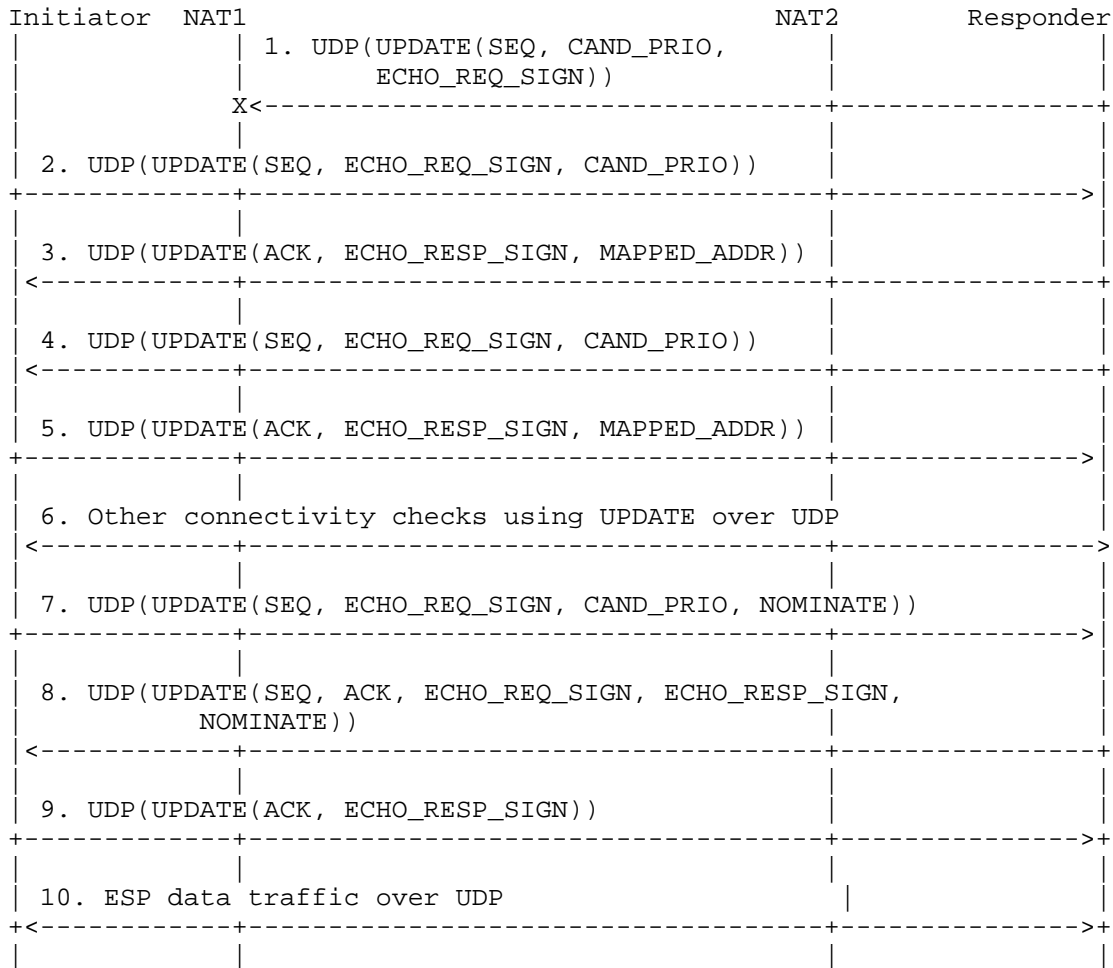 Initiator NAT1 NAT2 Responder
1. UDP(UPDATE(SEQ, CAND_PRIO,
ECHO_REQ_SIGN))
X
2. UDP(UPDATE(SEQ, ECHO_REQ_SIGN, CAND_PRIO))
3. UDP(UPDATE(ACK, ECHO_RESP_SIGN, MAPPED_ADDR))
4. UDP(UPDATE(SEQ, ECHO_REQ_SIGN, CAND_PRIO))
5. UDP(UPDATE(ACK, ECHO_RESP_SIGN, MAPPED_ADDR))
6. Other connectivity checks using UPDATE over UDP
7. UDP(UPDATE(SEQ, ECHO_REQ_SIGN, CAND_PRIO, NOMINATE))
8. UDP(UPDATE(SEQ, ACK, ECHO_REQ_SIGN, ECHO_RESP_SIGN,
NOMINATE))
9. UDP(UPDATE(ACK, ECHO_RESP_SIGN))
10. ESP data traffic over UDP